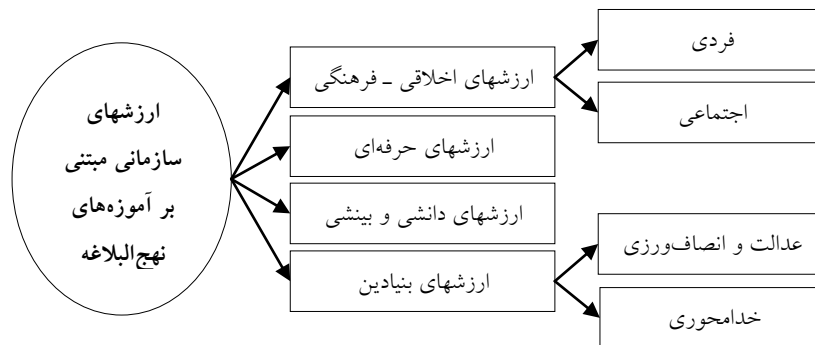 ارزشهای
سازمانی مبتنی
بر آموزه‌های
نهج‌البلاغه
ارزشهای اخلاقی ـ فرهنگی
ارزشهای حرفه‌ای
ارزشهای دانشی و بینشی
ارزشهای بنیادین
فردی
اجتماعی
عدالت و انصاف‌ورزی
خدامحوری